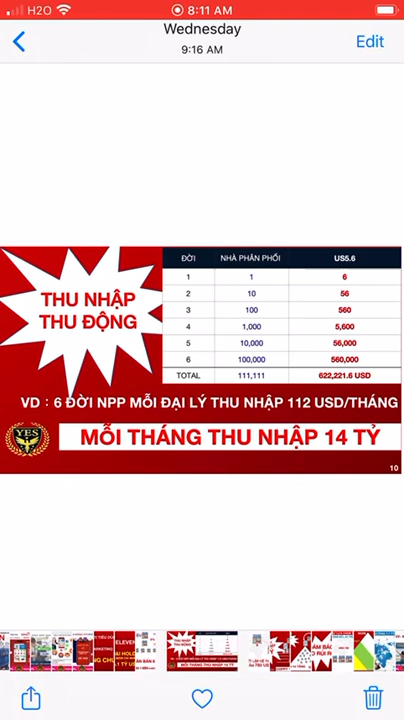 H2O
8:11 AM
Wednesday
9:16 AM
Edit
THU NHẬP
THU ĐỘNG
ĐỜI NHÀ PHÂN PHỐI US5.6
1 1 6
2 10 56
3 100 560
4 1,000 5,600
5 10,000 56,000
6 100,000 560,000
TOTAL 111,111 622,221.6 USD
VD : 6 ĐỜI NPP MỖI ĐẠI LÝ THU NHẬP 112 USD/THÁNG
YES
MỖI THÁNG THU NHẬP 14 TỶ
10